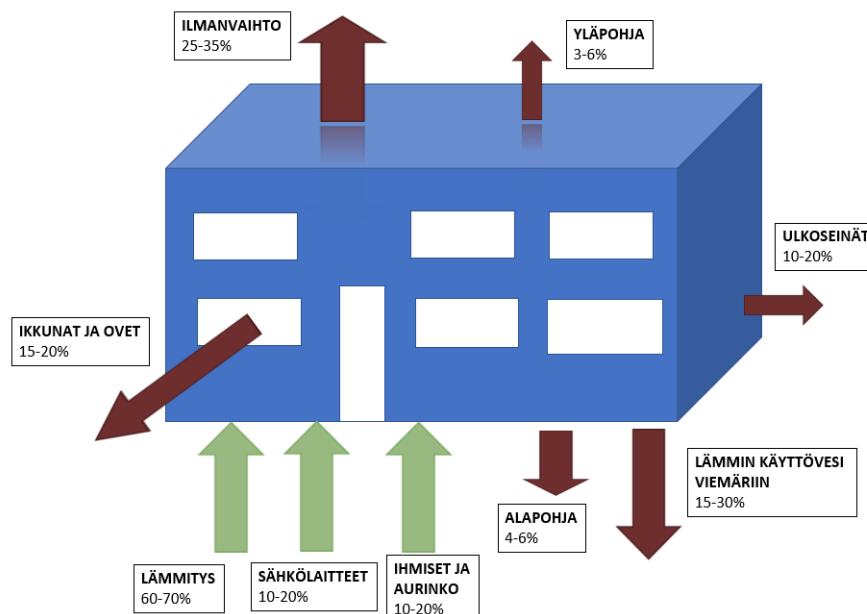 ILMANVAIHTO
25-35%
YLÄPOHJA
3-6%
ULKOSEINÄT
10-20%
IKKUNAT JA OVET
15-20%
LÄMMIN KÄYTTÖVESI
VIEMÄRIIN
15-30%
ALAPOHJA
4-6%
LÄMMITYS
60-70%
SÄHKÖLAITTEET
10-20%
IHMISET JA
AURINKO
10-20%